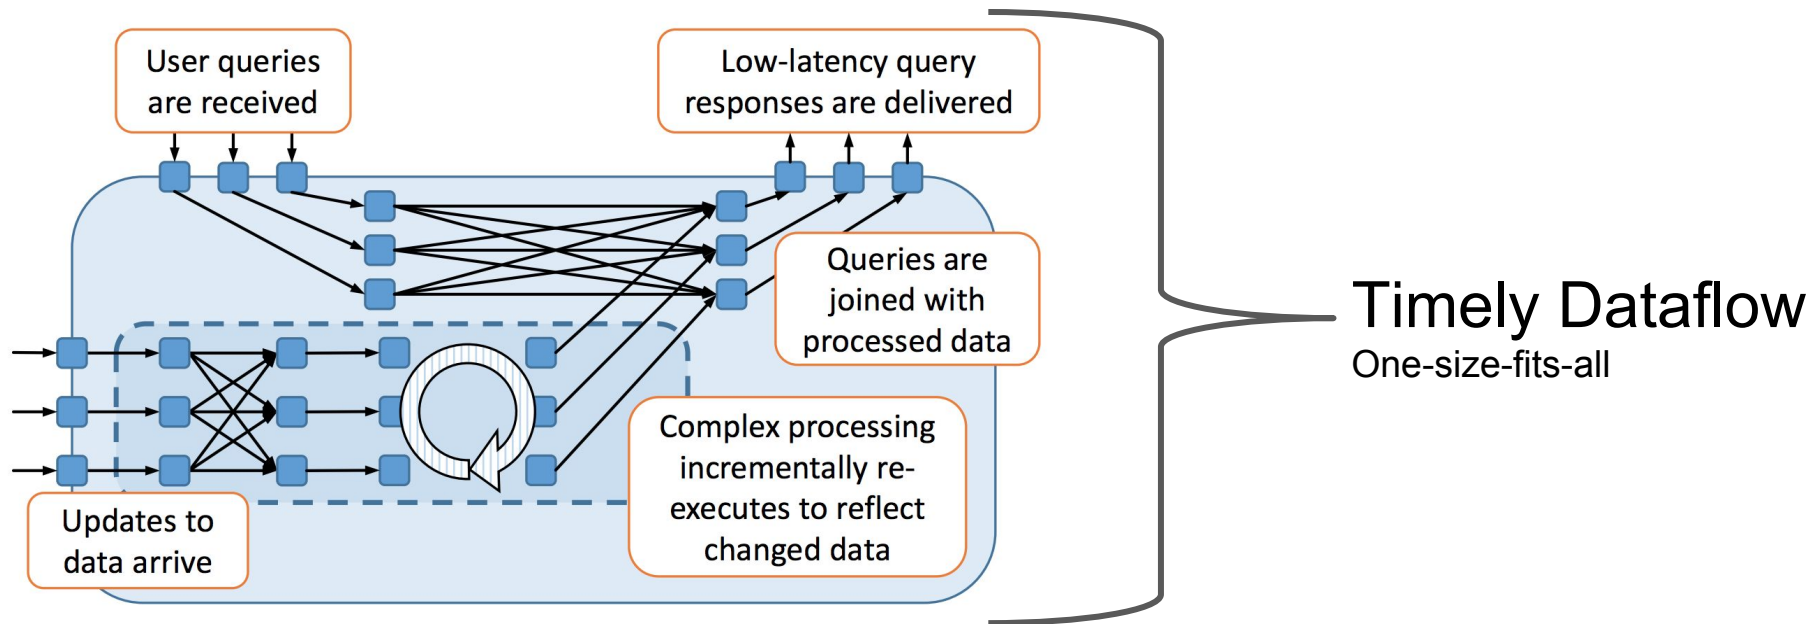 User queries
are received
Low-latency query
responses are delivered
Queries are
joined with
processed data
Complex processing
incrementally re-
executes to reflect
changed data
Updates to
data arrive
Timely Dataflow
One-size-fits-all